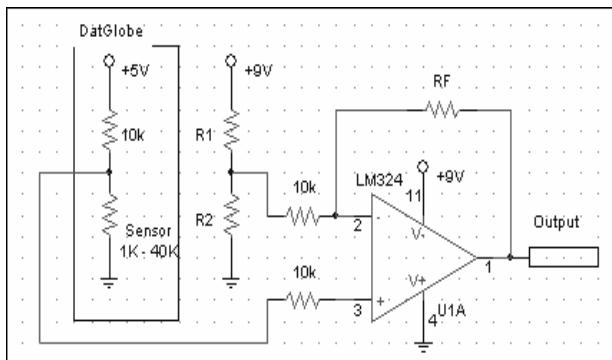 DatGlobe
+5V
+9V
RF
10k
R1
10k
LM324
+9V
11
Output
Sensor
1K - 40K
R2
2
-
V-
1
10k
V+
3
+
4
U1A